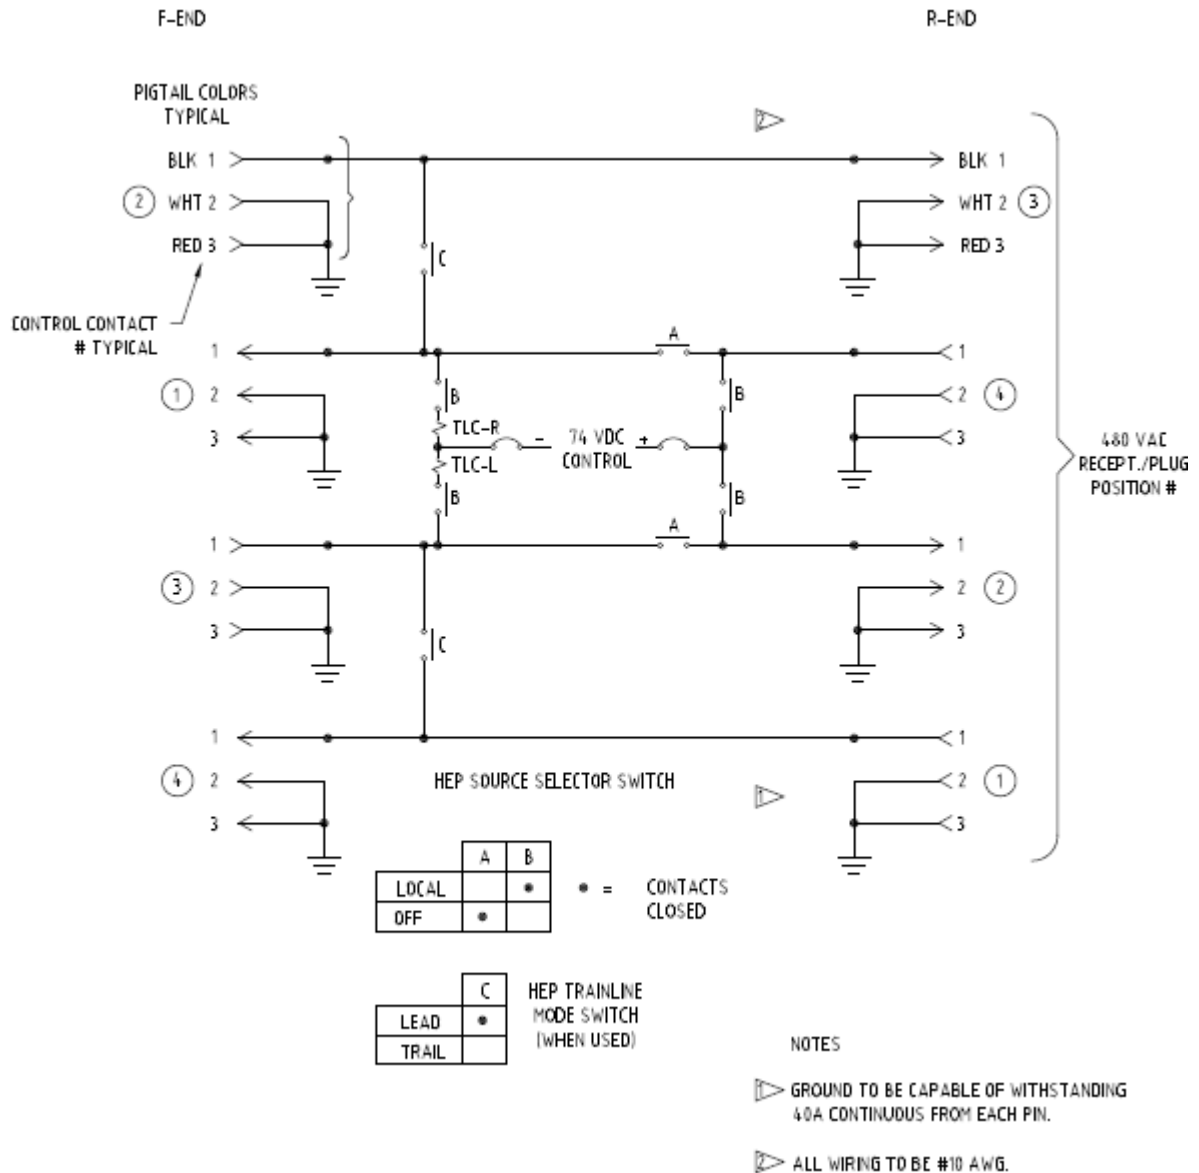 F-END
R-END
PIGTAIL COLORS
TYPICAL
2
BLK 1
BLK 1
2 WHT 2
WHT 2 3
RED 3
RED 3
C
CONTROL CONTACT
# TYPICAL
A
1
1
B
B
1 2
2 4
TLC-R
- 74 VDC +
CONTROL
3
3
TLC-L
480 VAC
RECEPT./PLUG
POSITION #
B
B
A
1
1
3 2
2 2
3
3
C
1
1
4 2
2 1
HEP SOURCE SELECTOR SWITCH
1
3
3
A B
LOCAL
OFF
• = CONTACTS
CLOSED
C
LEAD
TRAIL
HEP TRAINLINE
MODE SWITCH
(WHEN USED)
NOTES
1 GROUND TO BE CAPABLE OF WITHSTANDING
40A CONTINUOUS FROM EACH PIN.
2 ALL WIRING TO BE #10 AWG.